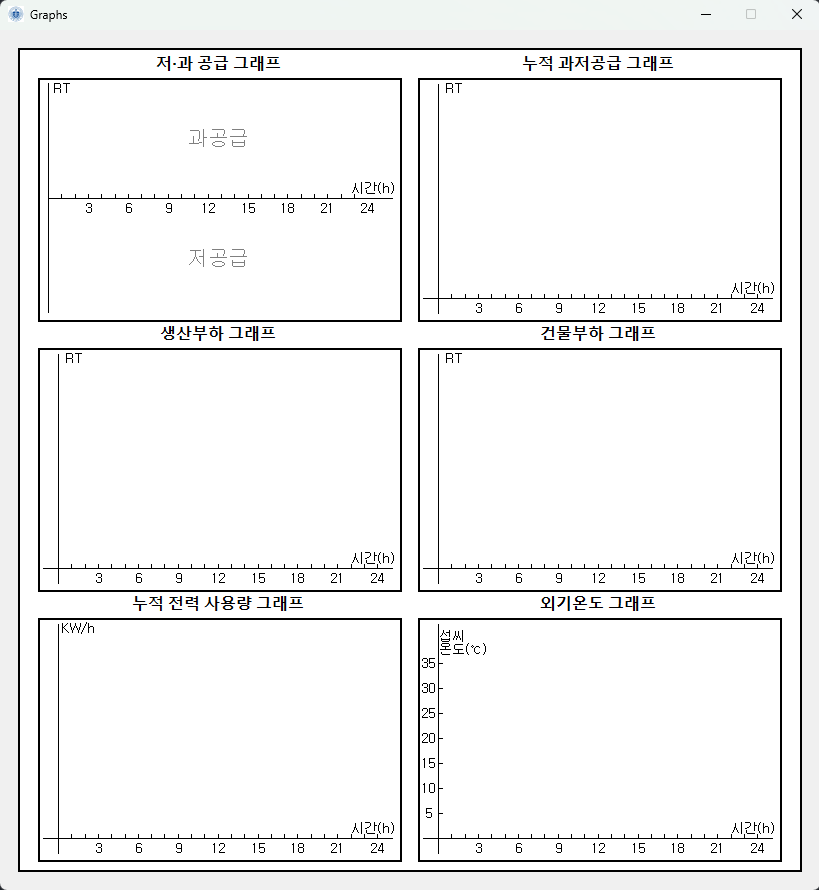 Graphs
저·과 공급 그래프
RT
과공급
시간(h)
3 6 9 12 15 18 21 24
저공급
누적 과저공급 그래프
RT
시간(h)
3 6 9 12 15 18 21 24
생산부하 그래프
RT
시간(h)
3 6 9 12 15 18 21 24
건물부하 그래프
RT
시간(h)
3 6 9 12 15 18 21 24
누적 전력 사용량 그래프
KW/h
시간(h)
3 6 9 12 15 18 21 24
외기온도 그래프
섭씨
온도(℃)
35
30
25
20
15
10
5
시간(h)
3 6 9 12 15 18 21 24